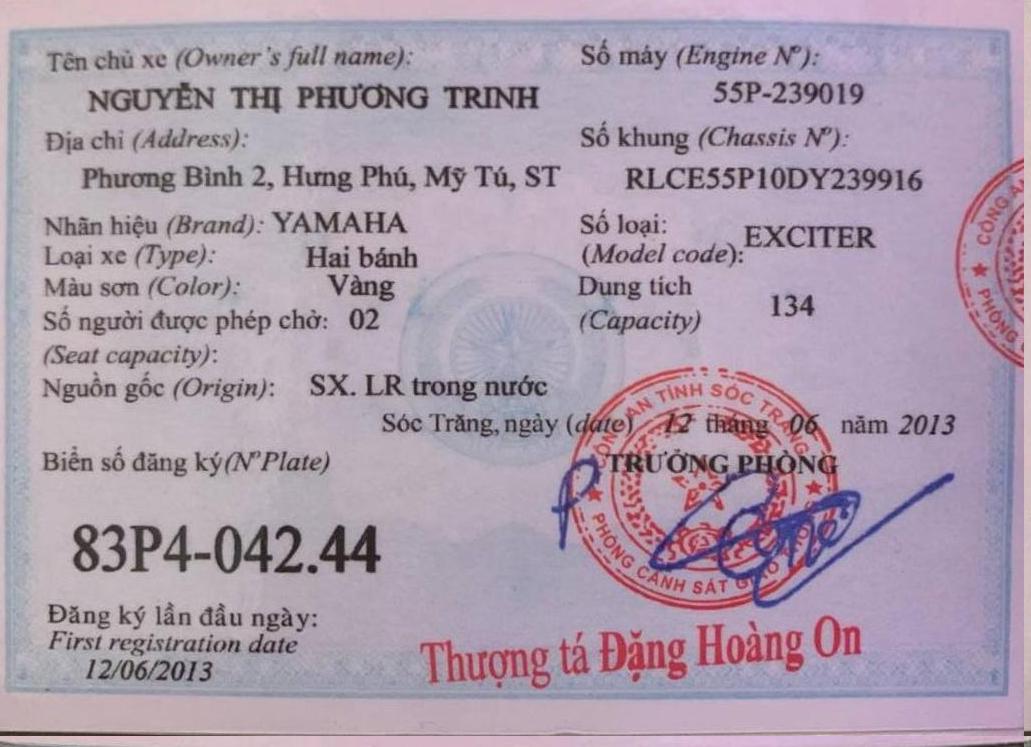 Tên chủ xe (Owner's full name):
NGUYỄN THỊ PHƯƠNG TRINH
Địa chỉ (Address):
Phương Bình 2, Hưng Phú, Mỹ Tú, ST
Nhãn hiệu (Brand): YAMAHA
Loại xe (Type): Hai bánh
Màu sơn (Color): Vàng
Số người được phép chở: 02
(Seat capacity):
Nguồn gốc (Origin): SX. LR trong nước
Số máy (Engine Nº):
55P-239019
Số khung (Chassis Nº):
RLCE55P10DY239916
Số loại:
(Model code): EXCITER
Dung tích
(Capacity) 134
Sóc Trăng, ngày (date) 12 tháng 06 năm 2013
Biển số đăng ký(NºPlate)
83P4-042.44
Đăng ký lần đầu ngày:
First registration date
12/06/2013
TRƯỞNG PHÒNG
CÔNG AN TỈNH SÓC TRĂNG
PHÒNG CẢNH SÁT GIAO
Thượng tá Đặng Hoàng On
CÔNG A
PHÒNG